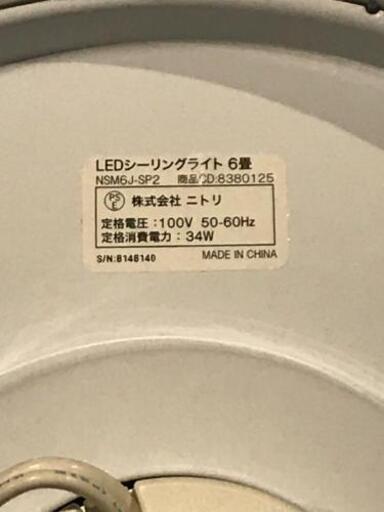 LEDシーリングライト 6畳
NSM6J-SP2 商品CD:8380125
PS E 株式会社 ニトリ
定格電圧:100V 50-60Hz
定格消費電力:34W
S/N:8146140 MADE IN CHINA